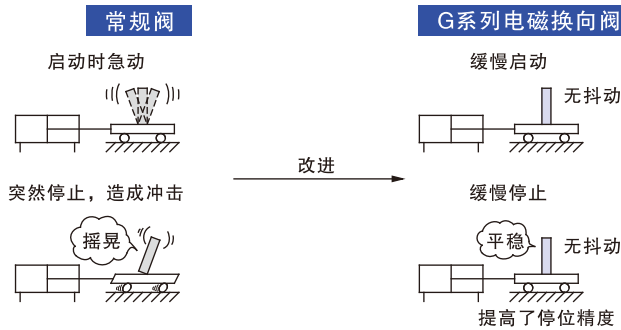 常规阀
G系列电磁换向阀
启动时急动
缓慢启动
无抖动
改进
突然停止，造成冲击
缓慢停止
摇晃
平稳
无抖动
提高了停位精度